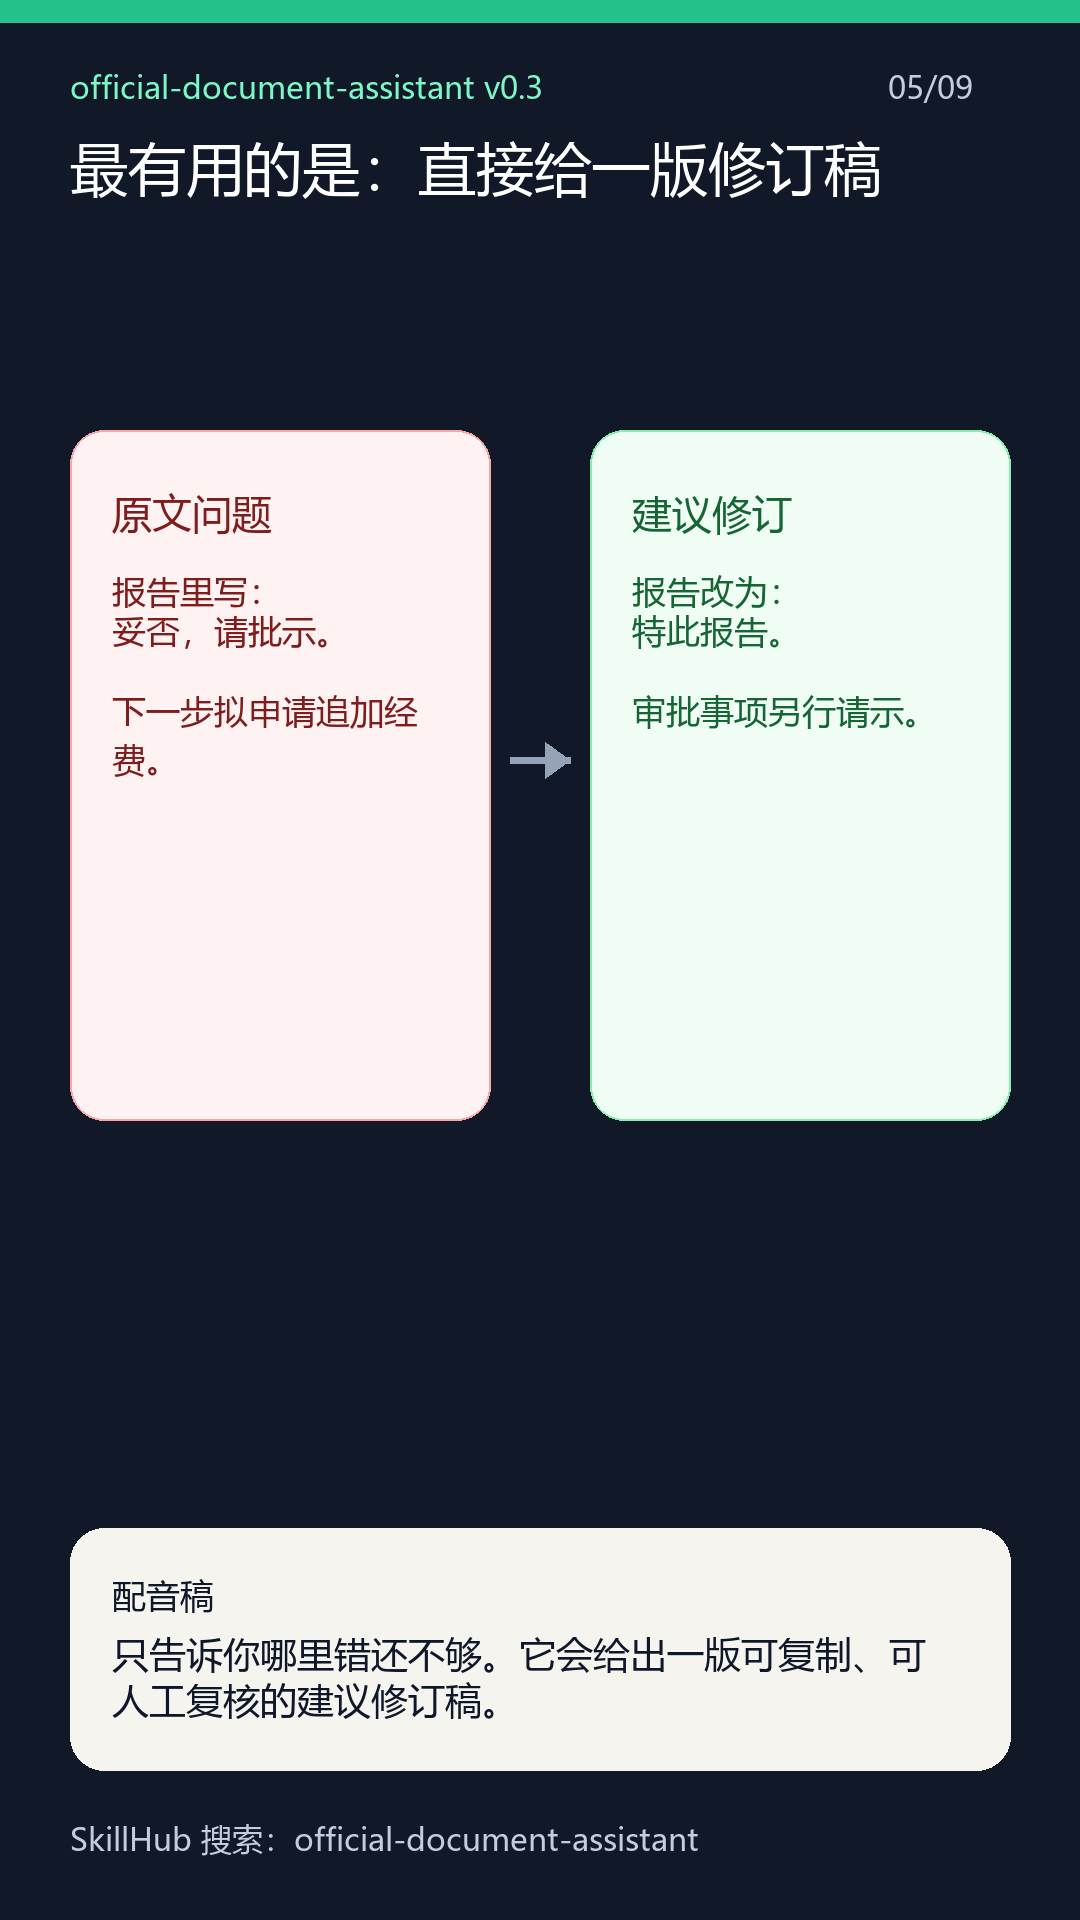 official-document-assistant v0.3
05/09
最有用的是：直接给一版修订稿
原文问题
报告里写：
妥否，请批示。
下一步拟申请追加经
费。
建议修订
报告改为：
特此报告。
审批事项另行请示。
配音稿
只告诉你哪里错还不够。它会给出一版可复制、可
人工复核的建议修订稿。
SkillHub 搜索：official-document-assistant